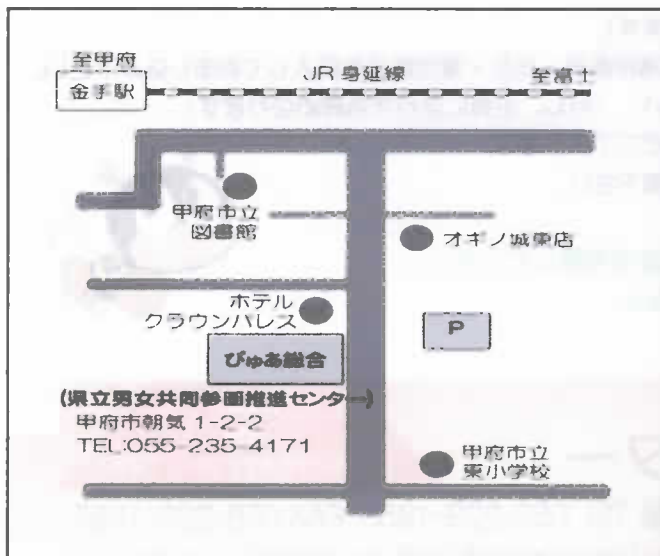 至甲府
金手駅
JR 身延線
至富士
甲府市立
図書館
オギノ城東店
ホテル
クラウンパレス
P
ぴゅあ総合
(県立男女共同参画推進センター)
甲府市朝気 1-2-2
TEL:055-235-4171
甲府市立
東小学校